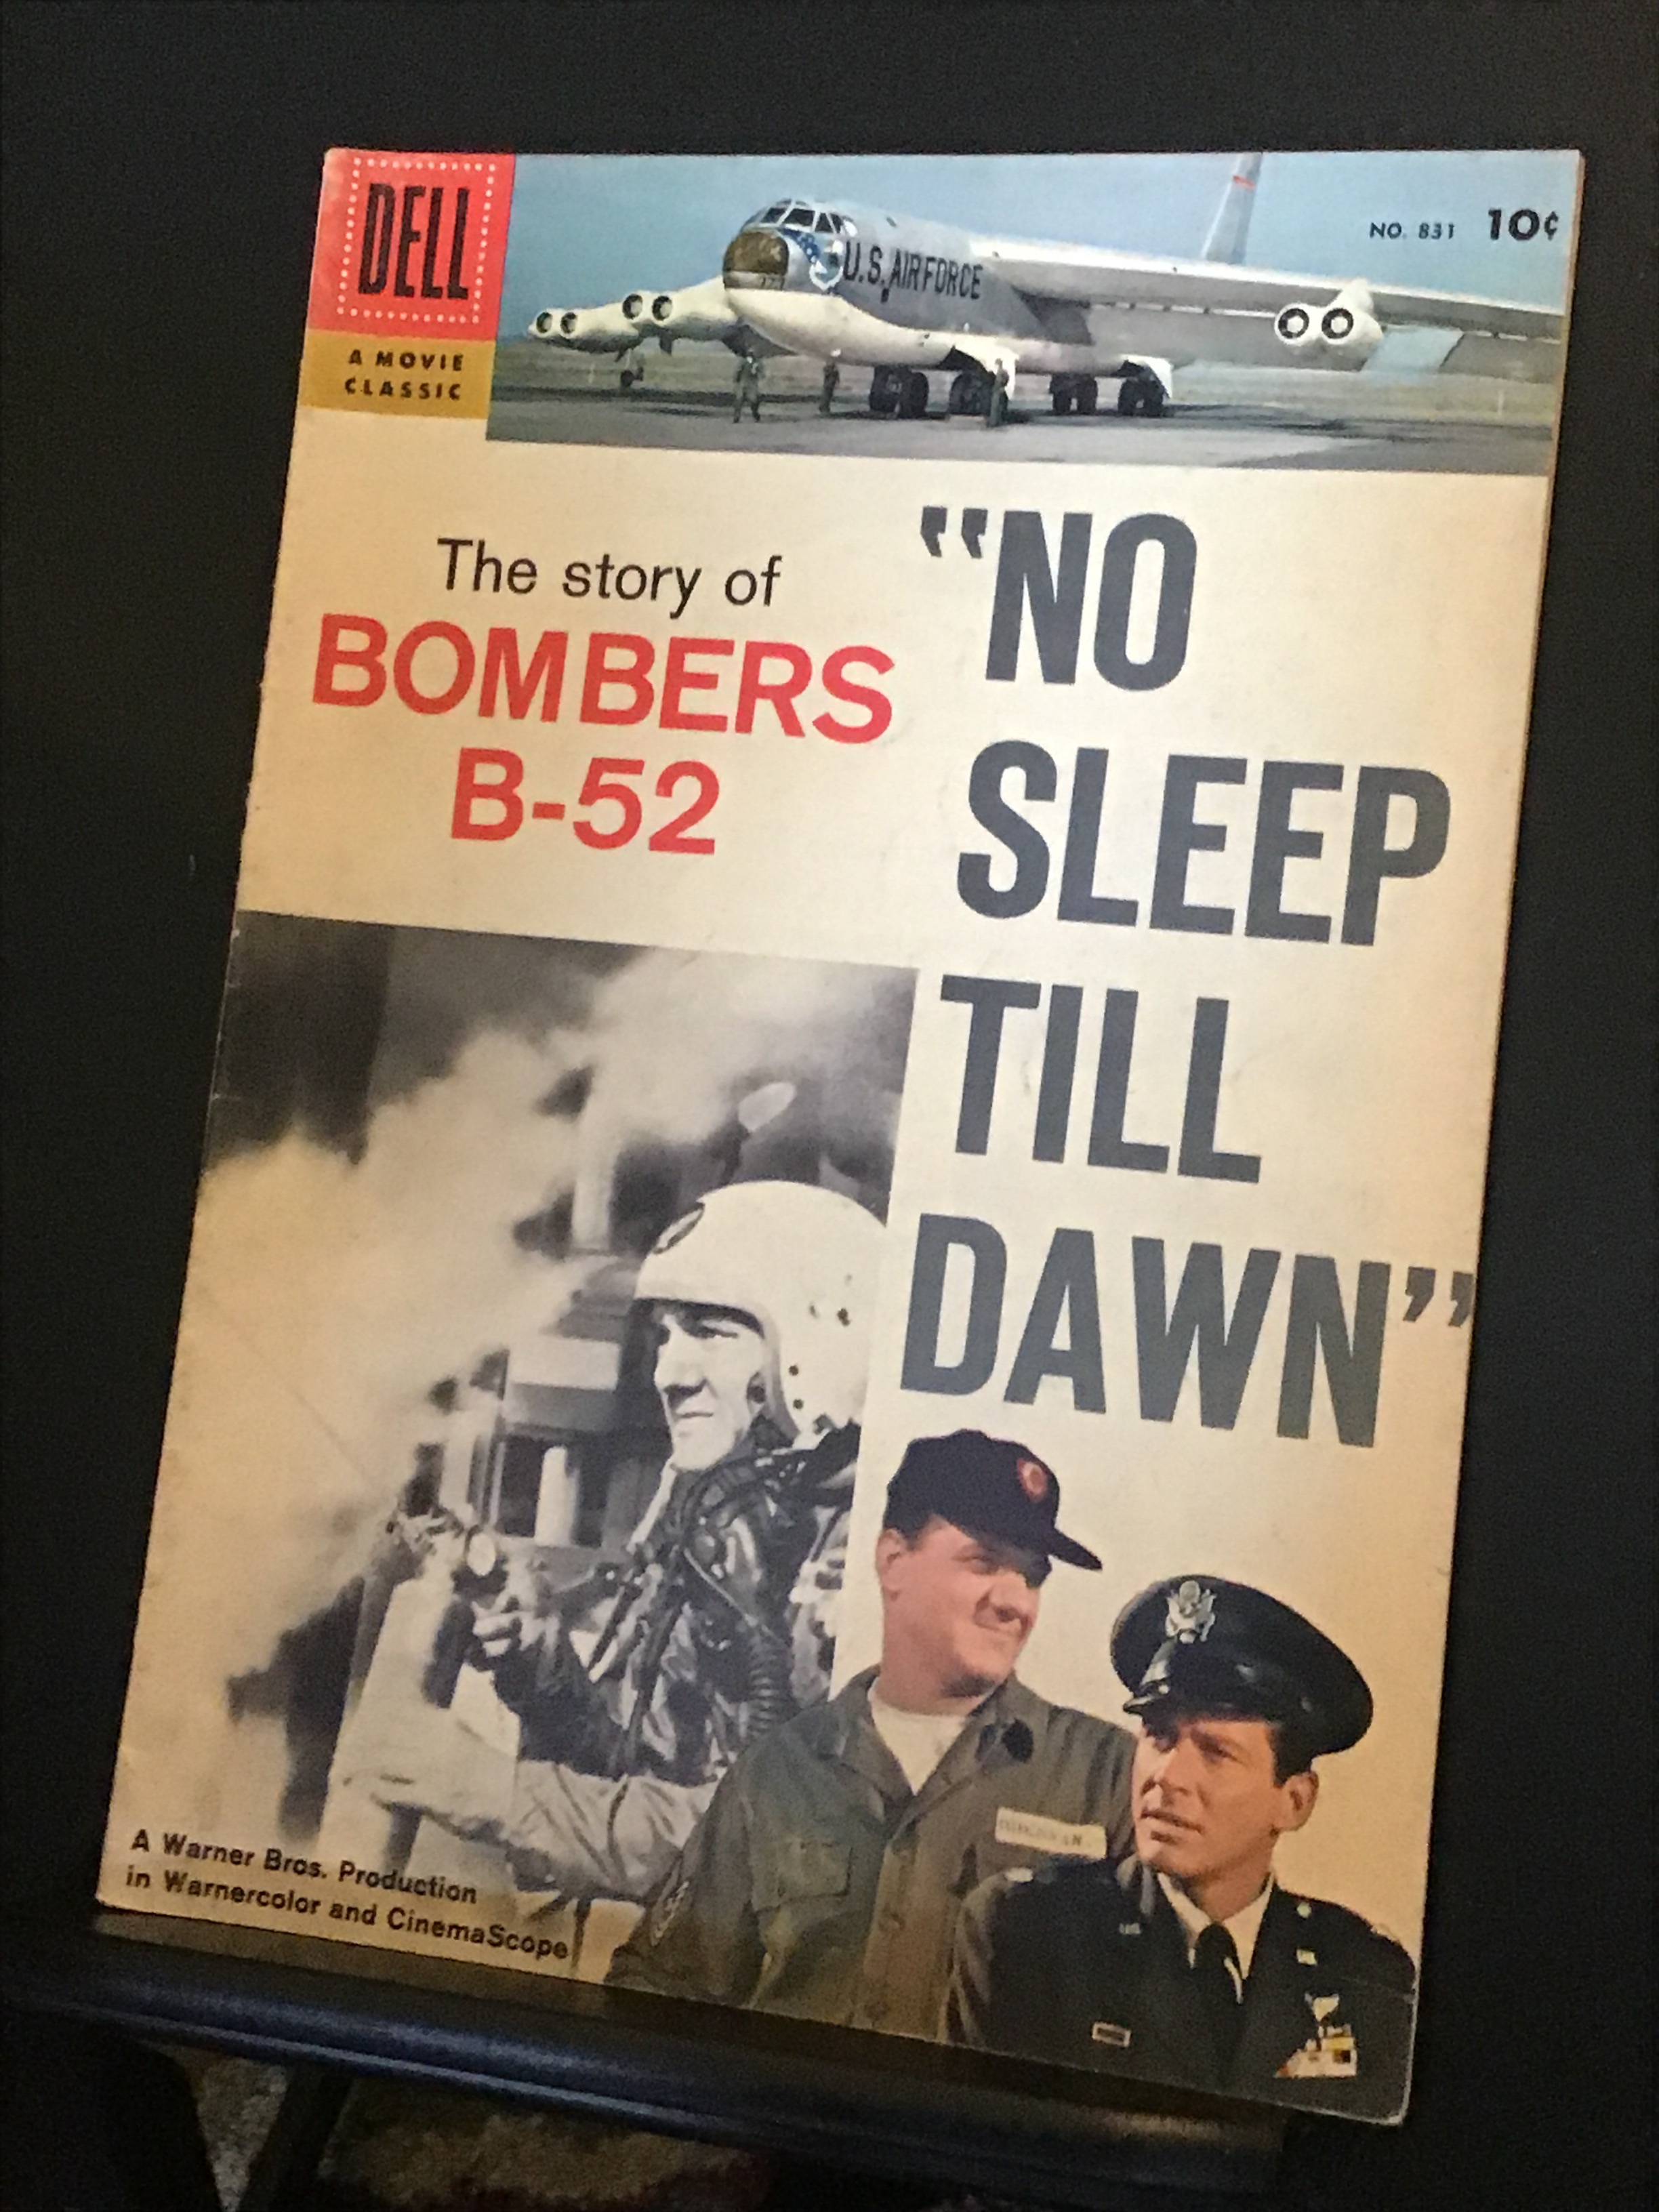 DELL
A MOVIE
CLASSIC
U.S. AIR FORCE
NO. 831 10¢
The story of
BOMBERS
B-52
"NO
SLEEP
TILL
DAWN"
A Warner Bros. Production
in Warnercolor and CinemaScope